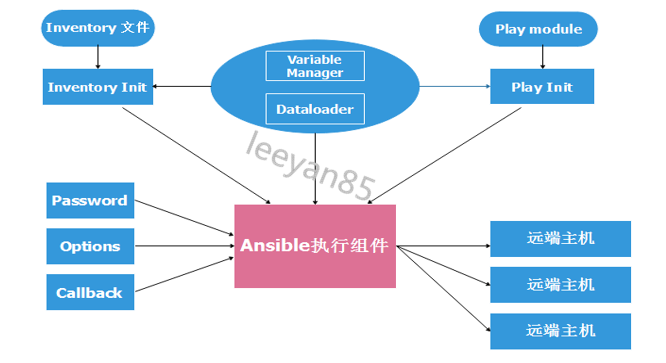 Inventory 文件
Play module
Variable
Manager
Inventory Init
Play Init
Dataloader
leeyan85
Password
Options
Callback
Ansible执行组件
远端主机
远端主机
远端主机